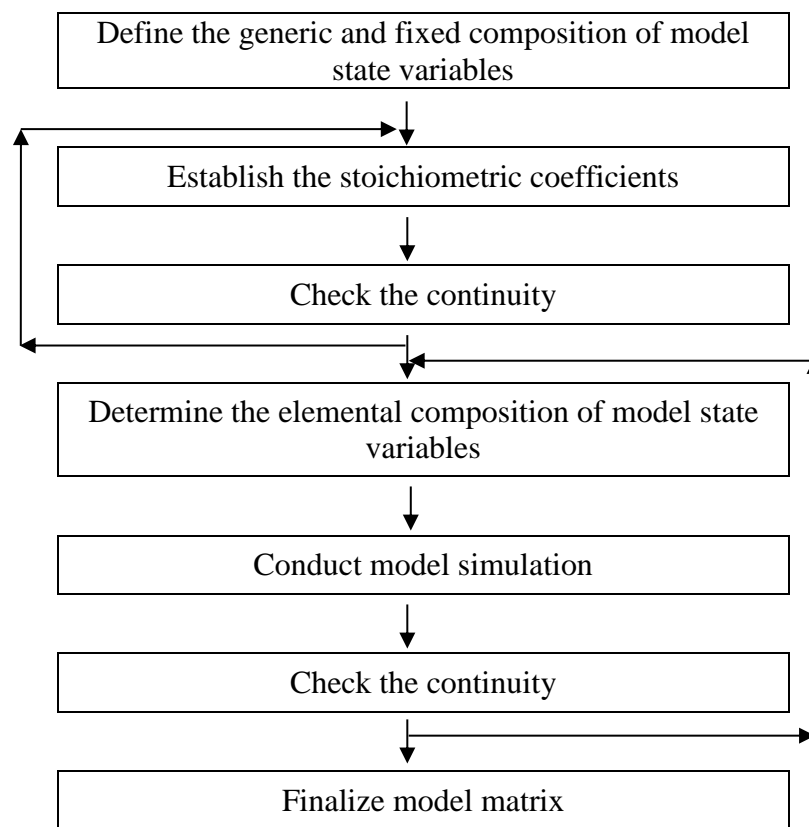 Define the generic and fixed composition of model
state variables
Establish the stoichiometric coefficients
Check the continuity
Determine the elemental composition of model state
variables
Conduct model simulation
Check the continuity
Finalize model matrix